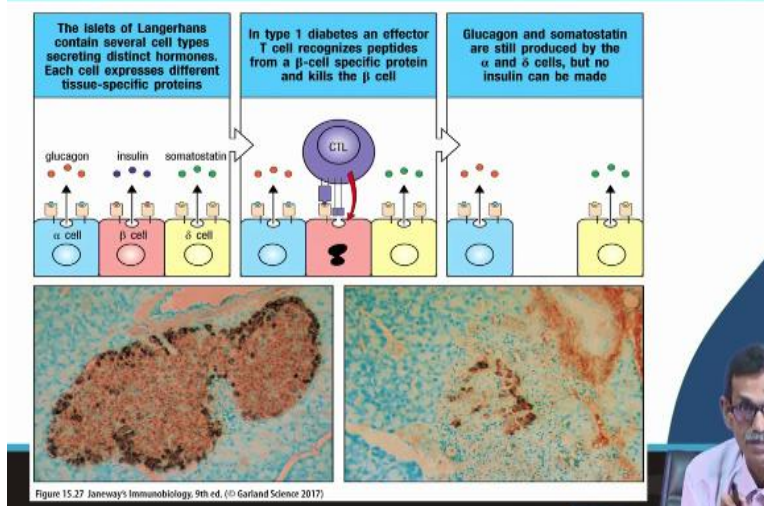 The islets of Langerhans
contain several cell types
secreting distinct hormones.
Each cell expresses different
tissue-specific proteins
In type 1 diabetes an effector
T cell recognizes peptides
from a β-cell specific protein
and kills the β cell
Glucagon and somatostatin
are still produced by the
α and δ cells, but no
insulin can be made
glucagon insulin somatostatin
CTL
α cell β cell δ cell
Figure 15.27 Janeway's Immunobiology, 9th ed. (© Garland Science 2017)